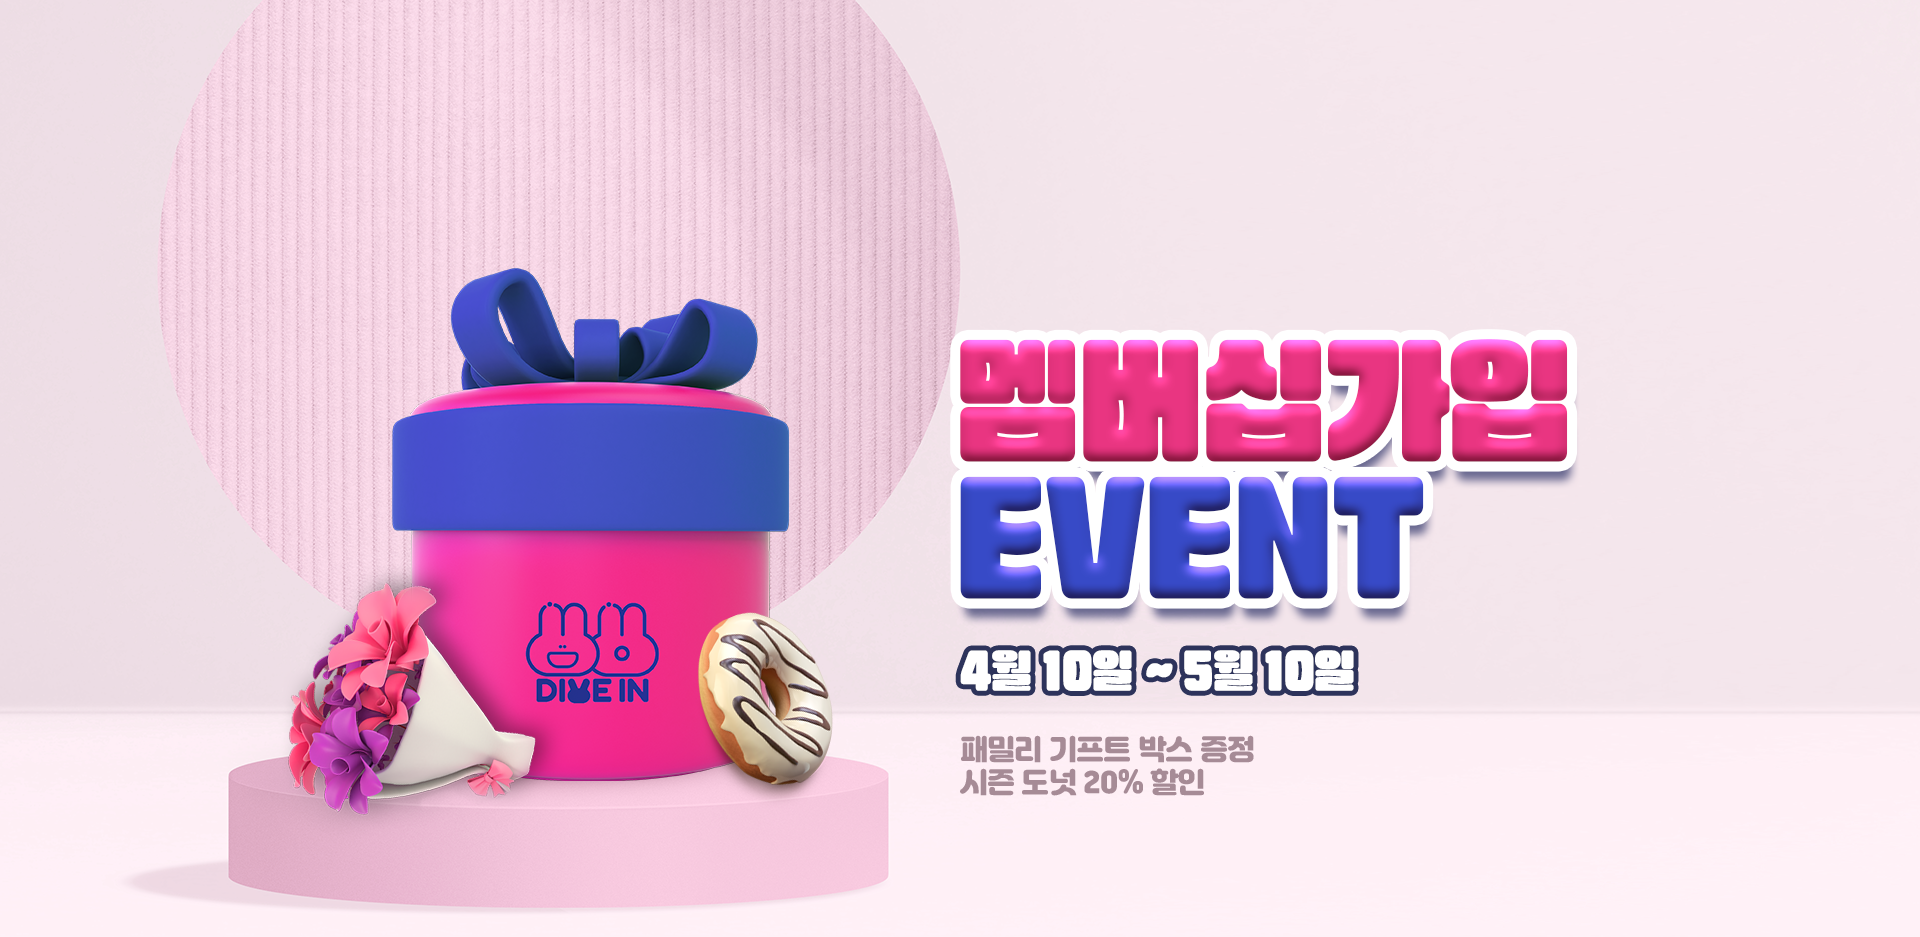 멤버십가입
EVENT
4월 10일 ~ 5월 10일
패밀리 기프트 박스 증정
시즌 도넛 20% 할인
DIVE IN